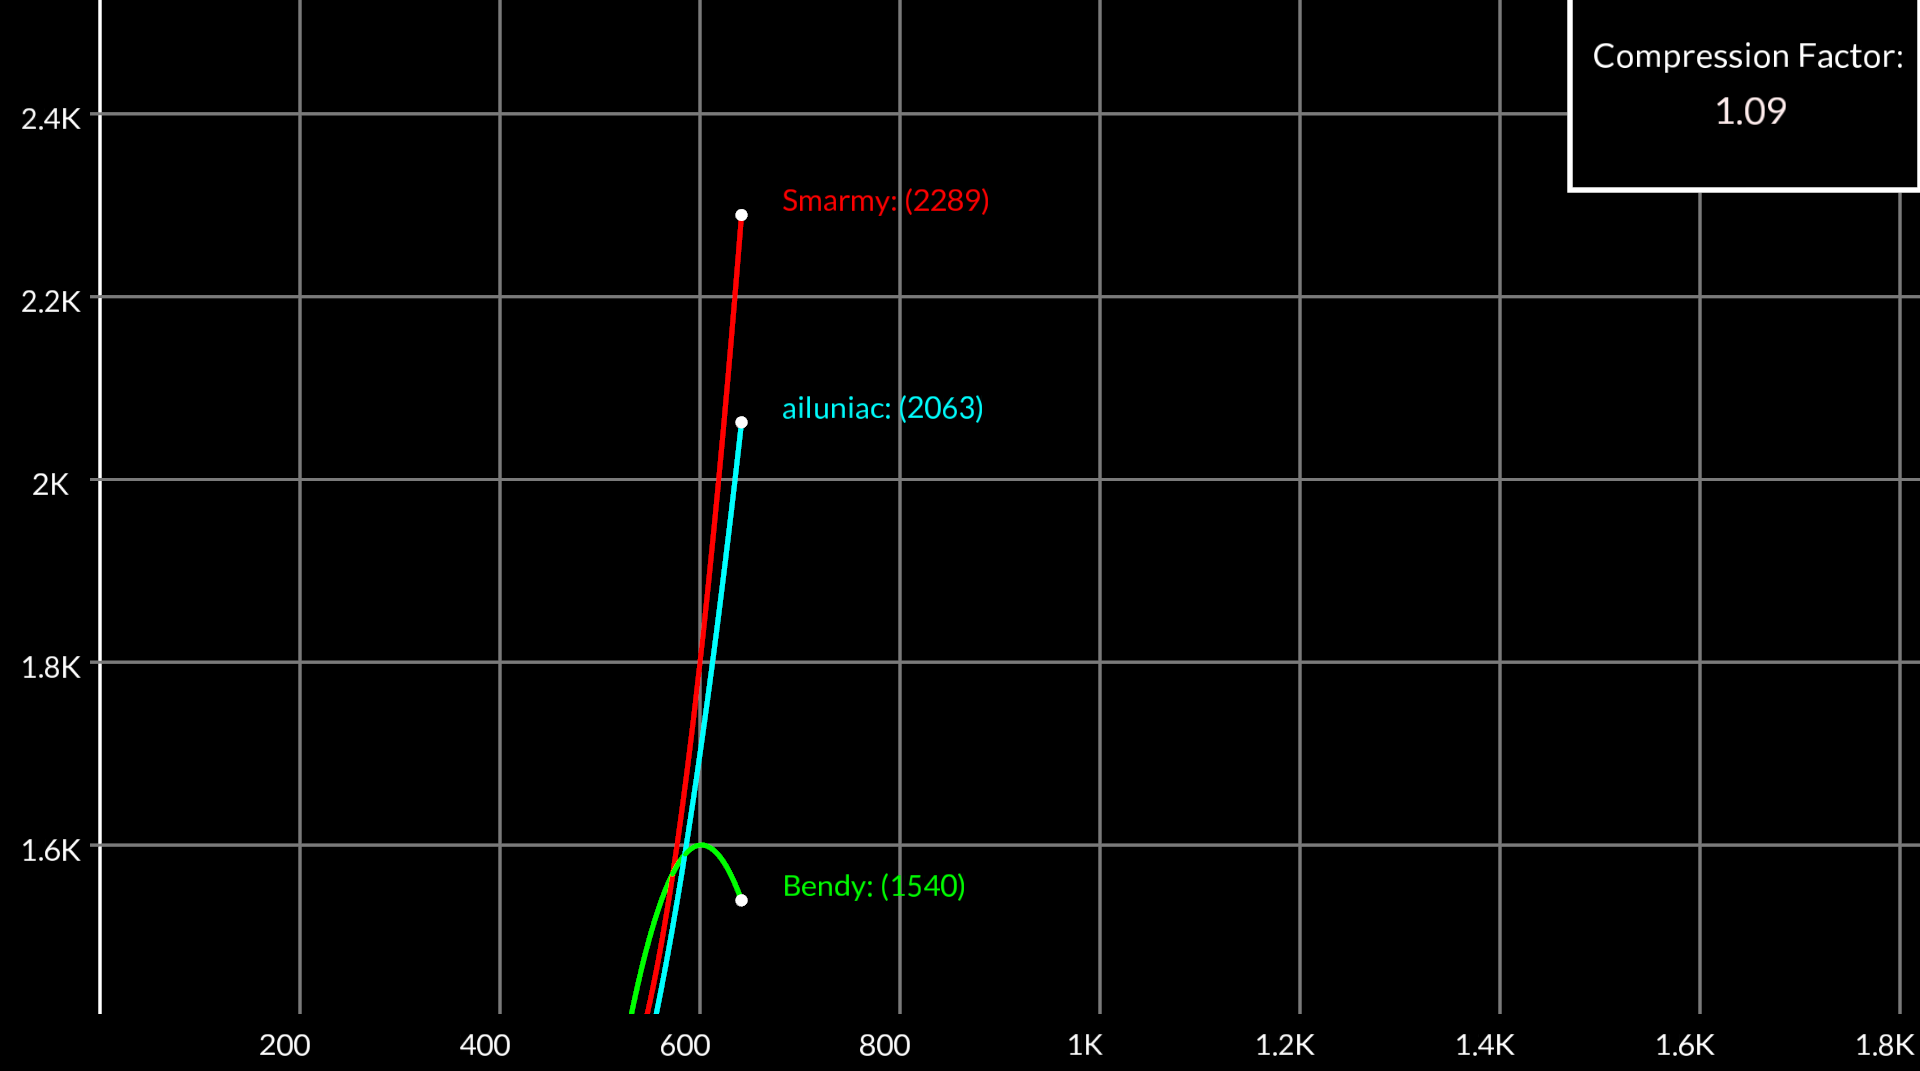 Compression Factor:
1.09
2.4K
Smarmy: (2289)
2.2K
ailuniac: (2063)
2K
1.8K
1.6K
Bendy: (1540)
200 400 600 800 1K 1.2K 1.4K 1.6K 1.8K